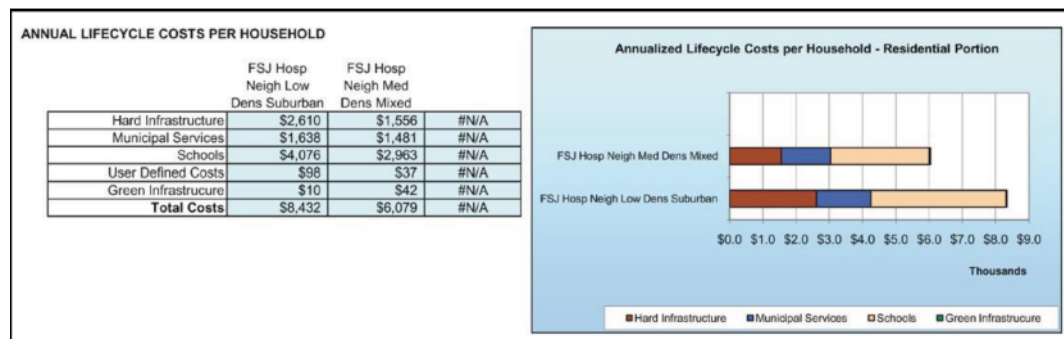 ANNUAL LIFECYCLE COSTS PER HOUSEHOLD
FSJ Hosp Neigh Low Dens Suburban FSJ Hosp Neigh Med Dens Mixed
Hard Infrastructure $2,610 $1,556 #N/A
Municipal Services $1,638 $1,481 #N/A
Schools $4,076 $2,963 #N/A
User Defined Costs $98 $37 #N/A
Green Infrastrucure $10 $42 #N/A
Total Costs $8,432 $6,079 #N/A
Annualized Lifecycle Costs per Household - Residential Portion
FSJ Hosp Neigh Med Dens Mixed
FSJ Hosp Neigh Low Dens Suburban
$0.0 $1.0 $2.0 $3.0 $4.0 $5.0 $6.0 $7.0 $8.0 $9.0
Thousands
Hard Infrastructure Municipal Services Schools Green Infrastrucure